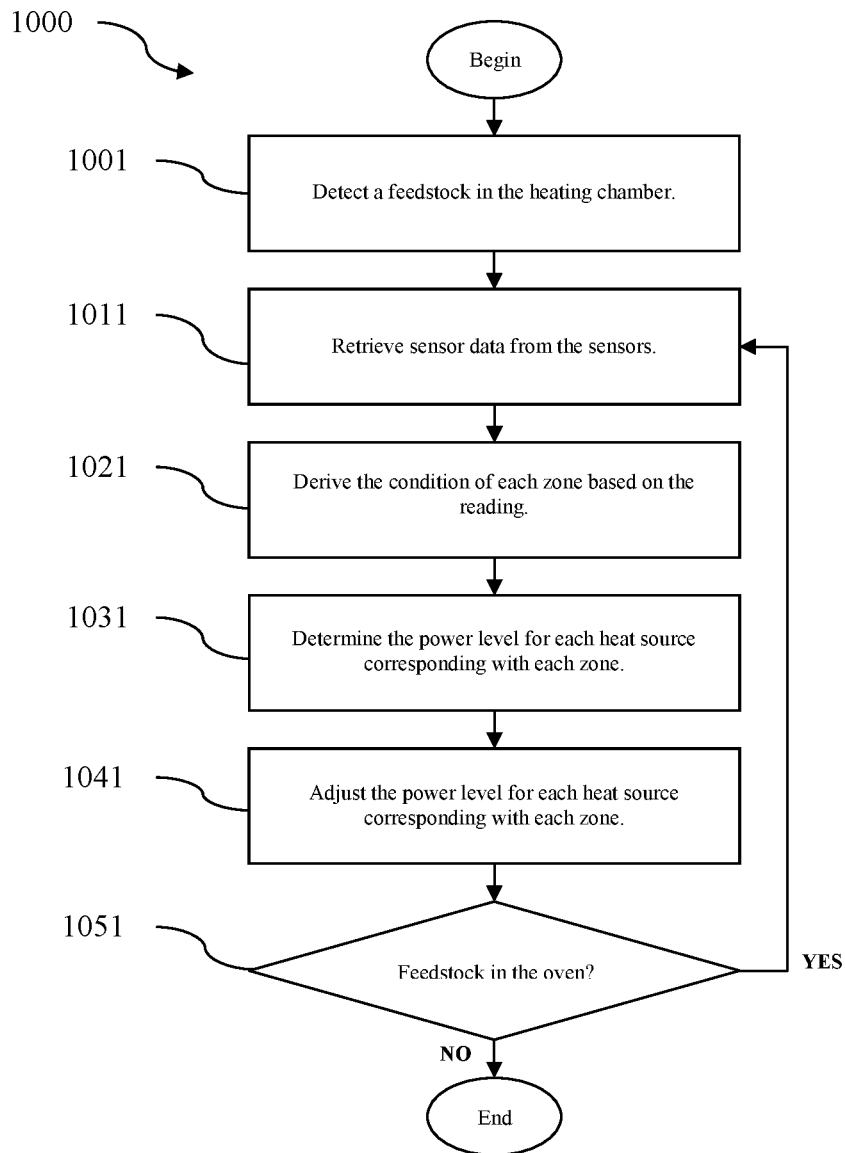 1000
Begin
1001
Detect a feedstock in the heating chamber.
1011
Retrieve sensor data from the sensors.
1021
Derive the condition of each zone based on the
reading.
1031
Determine the power level for each heat source
corresponding with each zone.
1041
Adjust the power level for each heat source
corresponding with each zone.
1051
Feedstock in the oven?
YES
NO
End